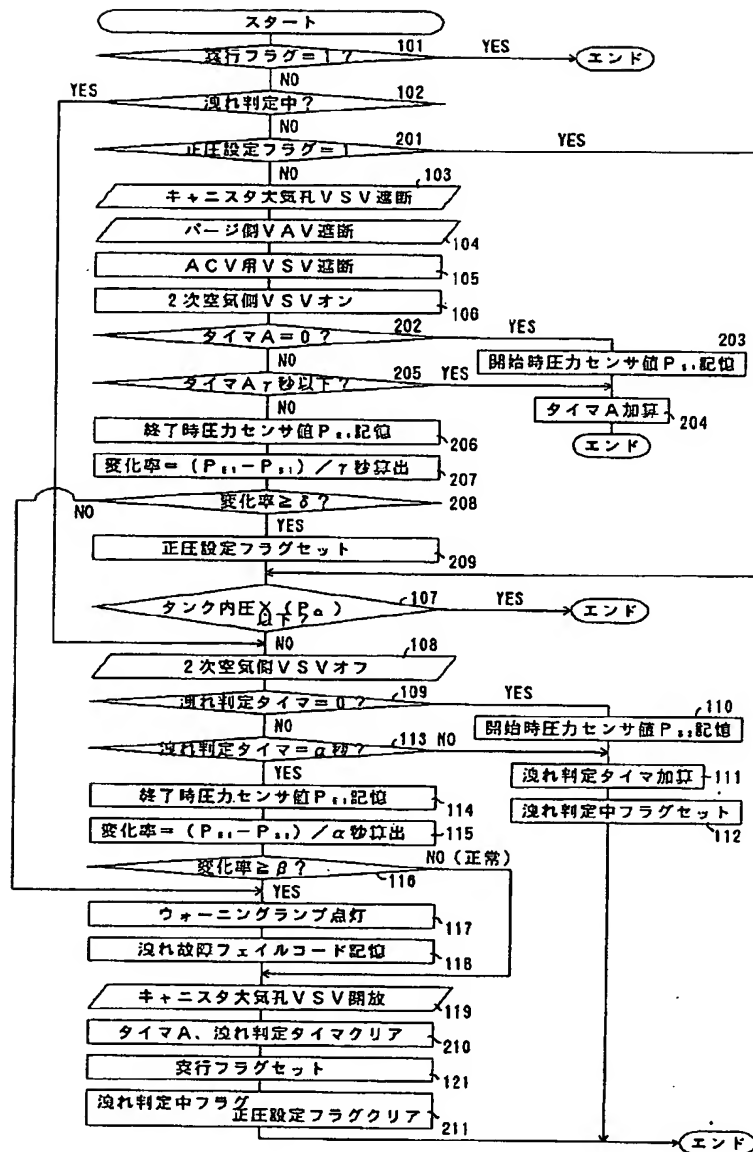 スタート
実行フラグ=1?
101
YES
エンド
NO
YES
洩れ判定中?
102
NO
正圧設定フラグ=1
201
YES
NO
103
キャニスタ大気孔VSV遮断
パージ側VAV遮断
104
ACV用VSV遮断
105
2次空気側VSVオン
106
タイマA=0?
202
YES
203
開始時圧力センサ値P 記憶
NO
タイマAγ秒以下?
205
YES
タイマA加算
204
エンド
NO
終了時圧力センサ値P 記憶
206
変化率=(P -P )/γ秒算出
207
変化率≧δ?
208
NO
YES
正圧設定フラグセット
209
タンク内圧X(Pa)
以下?
107
YES
エンド
NO
2次空気側VSVオフ
108
洩れ判定タイマ=0?
109
YES
110
開始時圧力センサ値P 記憶
NO
洩れ判定タイマ=α秒?
113
NO
洩れ判定タイマ加算
111
YES
終了時圧力センサ値P 記憶
114
洩れ判定中フラグセット
112
変化率=(P -P )/α秒算出
115
変化率≧β?
116
NO(正常)
YES
ウォーニングランプ点灯
117
洩れ故障フェイルコード記憶
118
キャニスタ大気孔VSV開放
119
タイマA、洩れ判定タイマクリア
210
実行フラグセット
121
洩れ判定中フラグ
正圧設定フラグクリア
211
エンド